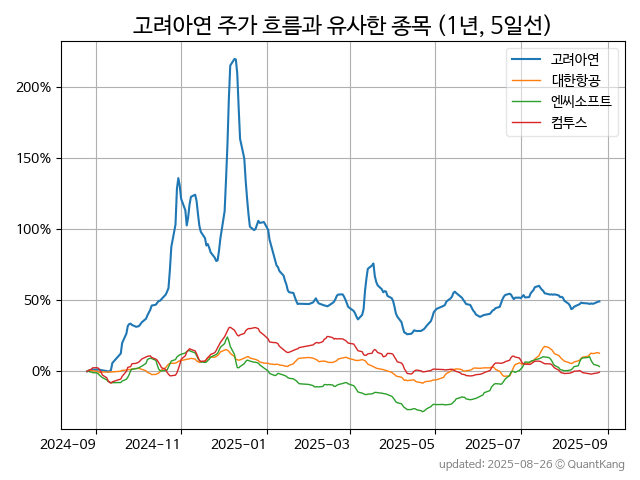 고려아연 주가 흐름과 유사한 종목 (1년, 5일선)
고려아연
대한항공
엔씨소프트
컴투스
200%
150%
100%
50%
0%
2024-09 2024-11 2025-01 2025-03 2025-05 2025-07 2025-09
updated: 2025-08-26 © QuantKang